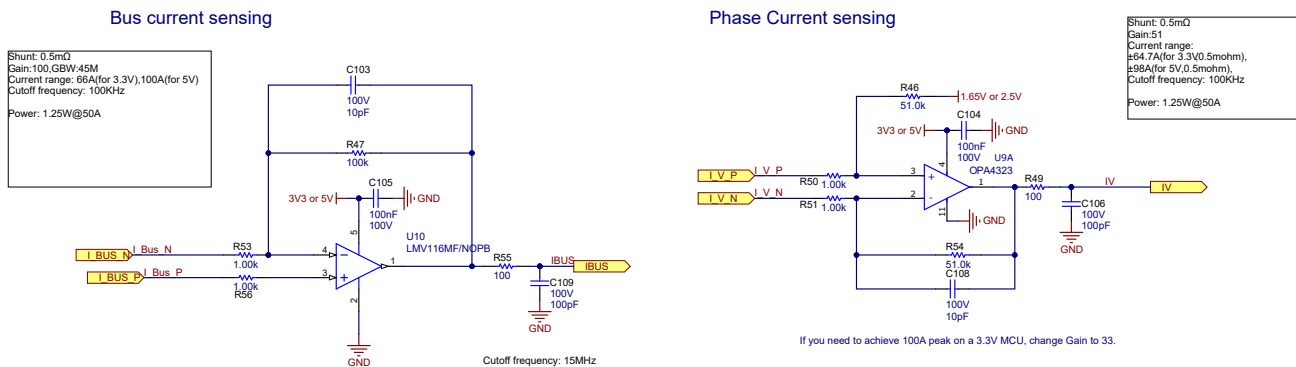 Bus current sensing
Shunt: 0.5mΩ
Gain:100,GBW:45M
Current range: 66A(for 3.3V),100A(for 5V)
Cutoff frequency: 100KHz
Power: 1.25W@50A
C103
100V
10pF
R47
100k
C105
3V3 or 5V
GND
100nF
100V
5
U10
LMV116MF/NOPB
I_BUS_N
I_Bus_N
R53
1.00k
4
I_BUS_P
I_Bus_P
R56
1.00k
3
1
2
GND
R55
100
IBUS
IBUS
C109
100V
100pF
GND
Cutoff frequency: 15MHz
Phase Current sensing
Shunt: 0.5mΩ
Gain:51
Current range:
±64.7A(for 3.3V,0.5mohm),
±98A(for 5V,0.5mohm),
Cutoff frequency: 100KHz
Power: 1.25W@50A
R46
51.0k
1.65V or 2.5V
C104
3V3 or 5V
GND
100nF
100V
4
U9A
OPA4323
I_V_P
I_V_P
R50
1.00k
3
I_V_N
I_V_N
R51
1.00k
2
1
11
GND
R49
100
IV
IV
C106
100V
100pF
GND
R54
51.0k
C108
100V
10pF
If you need to achieve 100A peak on a 3.3V MCU, change Gain to 33.